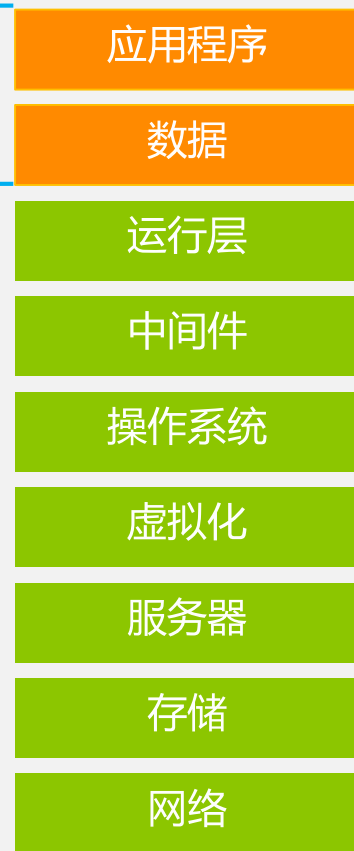 应用程序
数据
运行层
中间件
操作系统
虚拟化
服务器
存储
网络